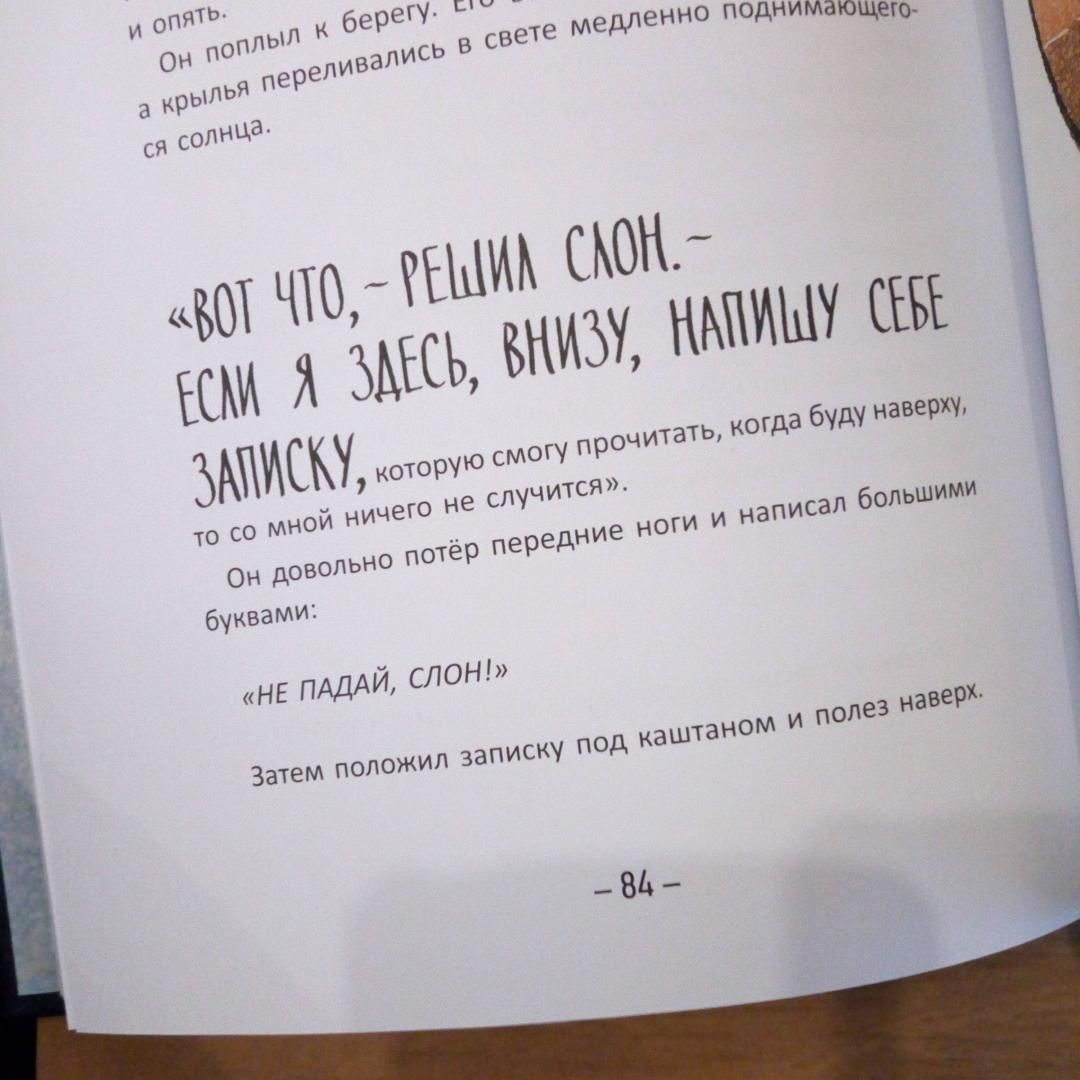 и опять.
Он поплыл к берегу.
а крылья переливались в свете медленно поднимающего-
ся солнца.
«ВОТ ЧТО, – РЕШИЛ СЛОН. –
ЕСЛИ Я ЗДЕСЬ, ВНИЗУ, НАПИШУ СЕБЕ
ЗАПИСКУ, которую смогу прочитать, когда буду наверху,
то со мной ничего не случится».
Он довольно потёр передние ноги и написал большими
буквами:
«НЕ ПАДАЙ, СЛОН!»
Затем положил записку под каштаном и полез наверх.
– 84 –